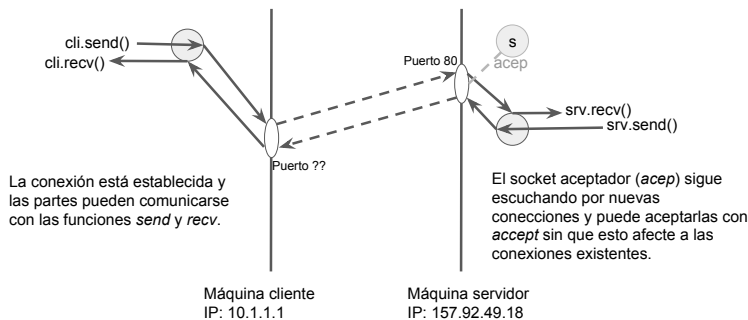 cli.send()
cli.recv()
Puerto 80
s
acep
srv.recv()
srv.send()
Puerto ??
La conexión está establecida y
las partes pueden comunicarse
con las funciones send y recv.
El socket aceptador (acep) sigue
escuchando por nuevas
conecciones y puede aceptarlas con
accept sin que esto afecte a las
conexiones existentes.
Máquina cliente
IP: 10.1.1.1
Máquina servidor
IP: 157.92.49.18